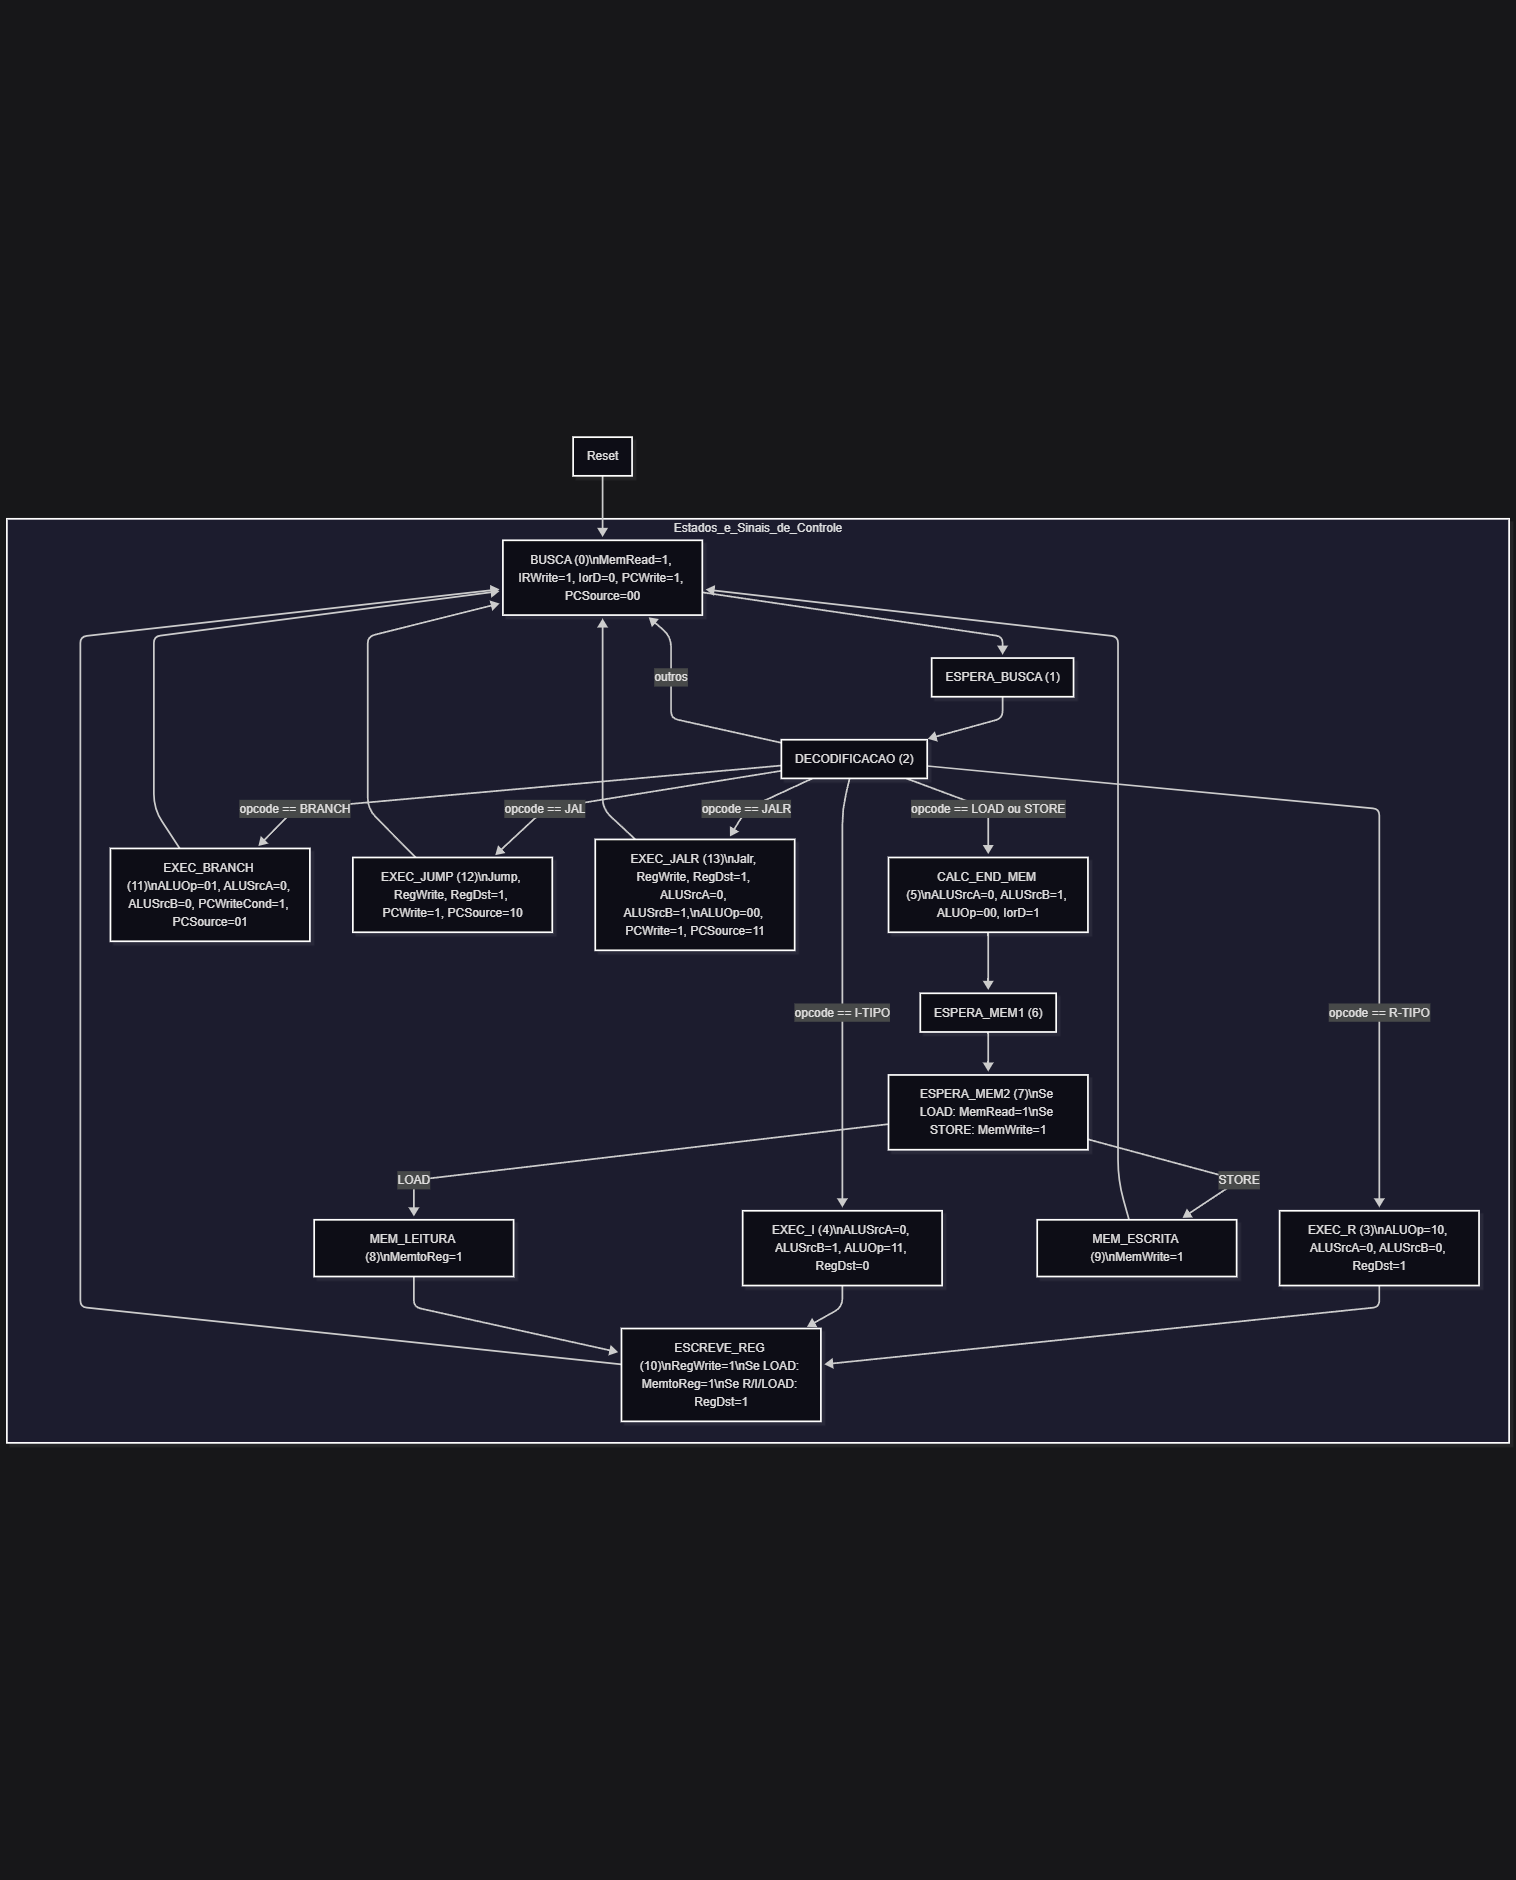 Reset
Estados_e_Sinais_de_Controle
BUSCA (0)\nMemRead=1,
IRWrite=1, IorD=0, PCWrite=1,
PCSource=00
outros
ESPERA_BUSCA (1)
DECODIFICACAO (2)
opcode == BRANCH
opcode == JAL
opcode == JALR
opcode == LOAD ou STORE
EXEC_BRANCH
(11)\nALUOp=01, ALUSrcA=0,
ALUSrcB=0, PCWriteCond=1,
PCSource=01
EXEC_JUMP (12)\nJump,
RegWrite, RegDst=1,
PCWrite=1, PCSource=10
EXEC_JALR (13)\nJalr,
RegWrite, RegDst=1,
ALUSrcA=0,
ALUSrcB=1,\nALUOp=00,
PCWrite=1, PCSource=11
CALC_END_MEM
(5)\nALUSrcA=0, ALUSrcB=1,
ALUOp=00, IorD=1
opcode == I-TIPO
ESPERA_MEM1 (6)
opcode == R-TIPO
ESPERA_MEM2 (7)\nSe
LOAD: MemRead=1\nSe
STORE: MemWrite=1
LOAD
STORE
MEM_LEITURA
(8)\nMemtoReg=1
EXEC_I (4)\nALUSrcA=0,
ALUSrcB=1, ALUOp=11,
RegDst=0
MEM_ESCRITA
(9)\nMemWrite=1
EXEC_R (3)\nALUOp=10,
ALUSrcA=0, ALUSrcB=0,
RegDst=1
ESCREVE_REG
(10)\nRegWrite=1\nSe LOAD:
MemtoReg=1\nSe R/I/LOAD:
RegDst=1